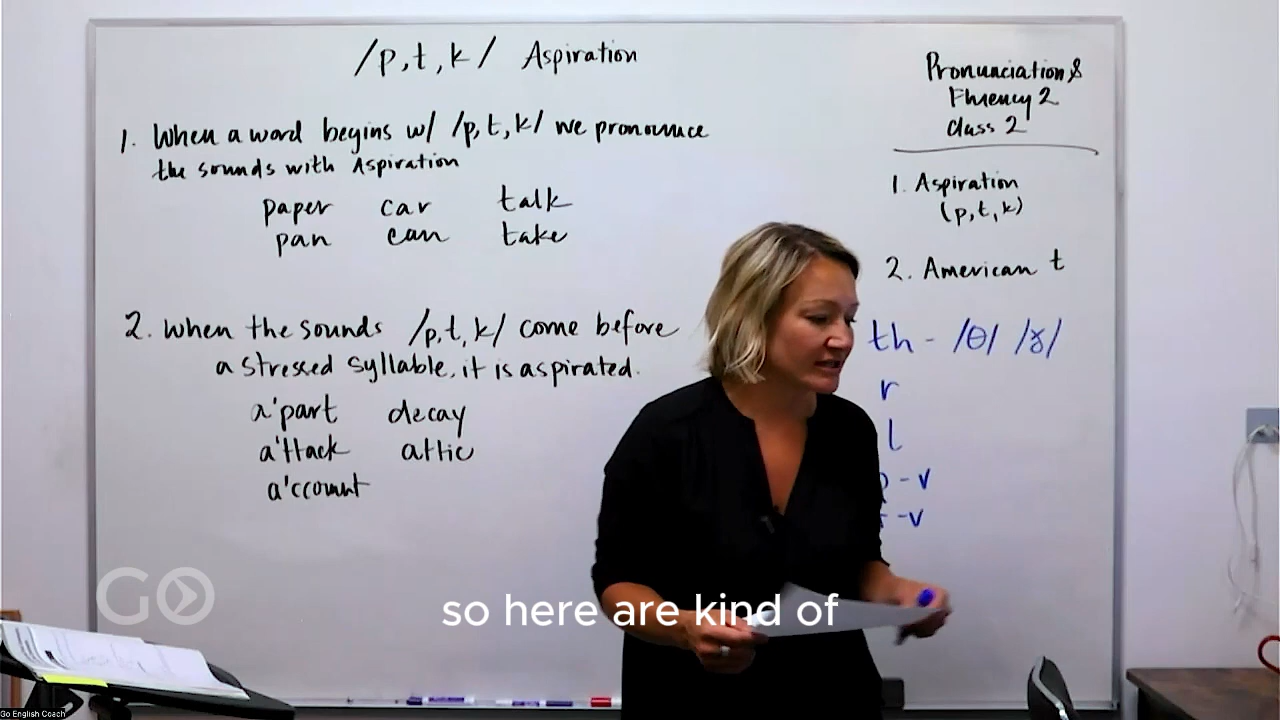 /p,t,k/ Aspiration
1. When a word begins w/ /p,t,k/ we pronounce
the sounds with Aspiration
paper car talk
pan can take
2. When the sounds /p,t,k/ come before
a stressed syllable, it is aspirated.
a'part decay
a'ttack attic
a'ccount
Pronunciation &
Fluency 2
Class 2
1. Aspiration
(p,t,k)
2. American t
th - /θ/ /ɣ/
r
l
- v
- v
GO
so here are kind of
Go English Coach